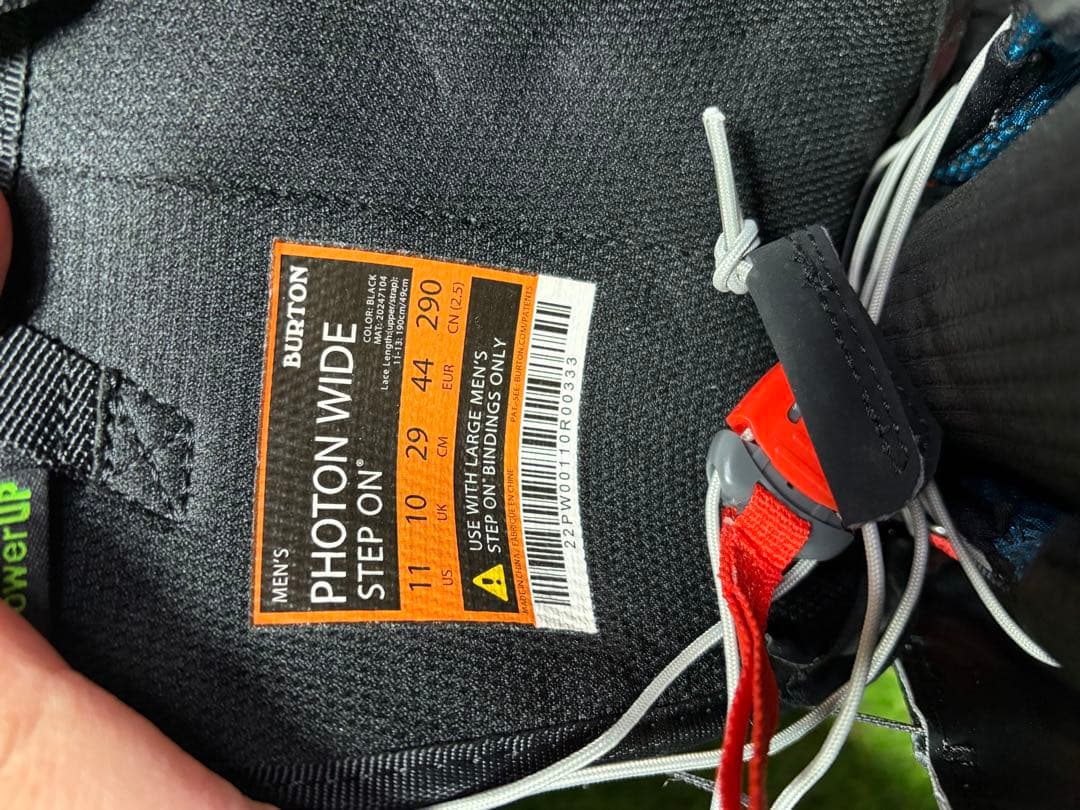 BURTON
MEN'S
PHOTON WIDE
STEP ON®
COLOR: BLACK
MAT: 20247104
Lace Length(upper/strap):
11-13: 190cm/49cm
11 10 29 44 290
US UK CM EUR CN (2.5)
USE WITH LARGE MEN'S
STEP ON® BINDINGS ONLY
MADE IN CHINA / FABRIQUÉ EN CHINE
PAT.-SEE: BURTON.COM/PATENTS
22PW00110R00333
owerUP